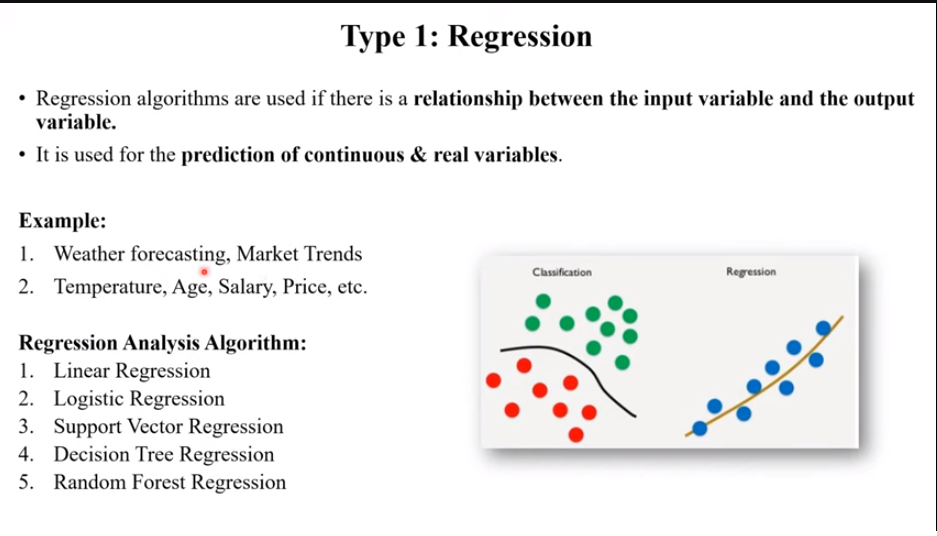 Type 1: Regression
• Regression algorithms are used if there is a relationship between the input variable and the output
variable.
• It is used for the prediction of continuous & real variables.
Example:
1. Weather forecasting, Market Trends
2. Temperature, Age, Salary, Price, etc.
Regression Analysis Algorithm:
1. Linear Regression
2. Logistic Regression
3. Support Vector Regression
4. Decision Tree Regression
5. Random Forest Regression
Classification
Regression